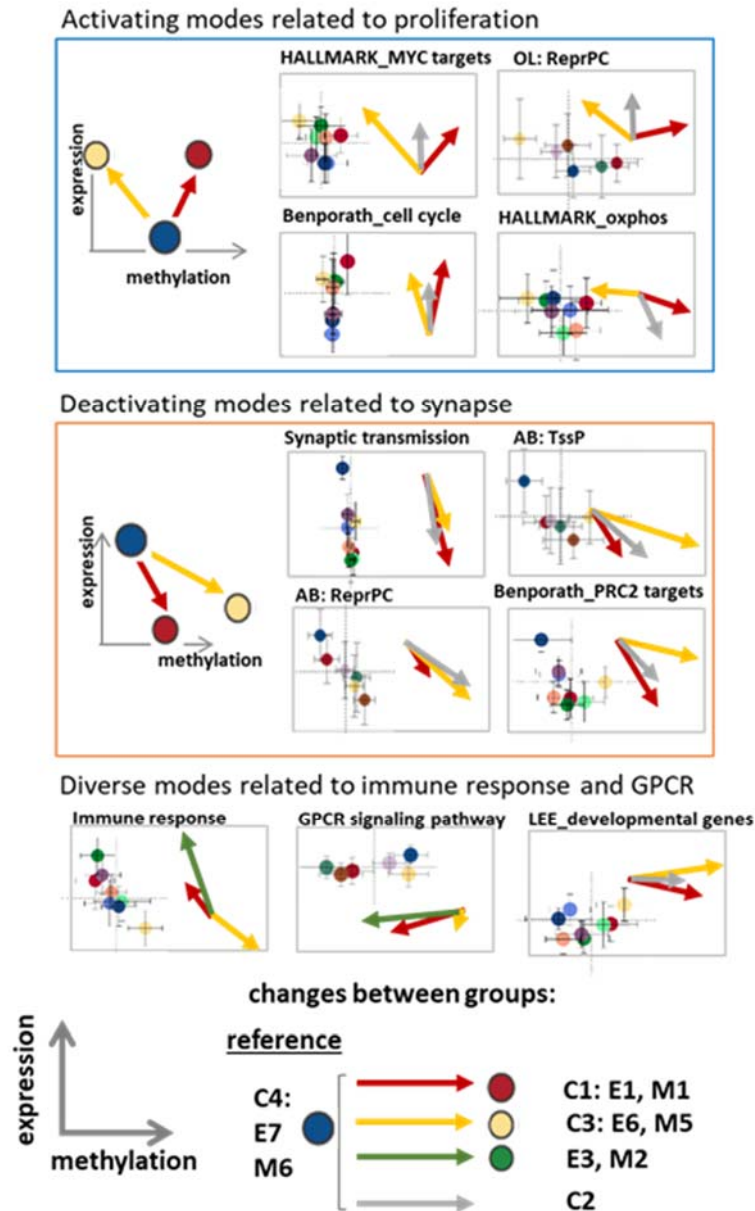 Activating modes related to proliferation
HALLMARK_MYC targets
OL: ReprPC
expression
methylation
Benporath_cell cycle
HALLMARK_oxphos
Deactivating modes related to synapse
Synaptic transmission
AB: TssP
expression
methylation
AB: ReprPC
Benporath_PRC2 targets
Diverse modes related to immune response and GPCR
Immune response
GPCR signaling pathway
LEE_developmental genes
changes between groups:
expression
methylation
reference
C4:
E7
M6
C1: E1, M1
C3: E6, M5
E3, M2
C2